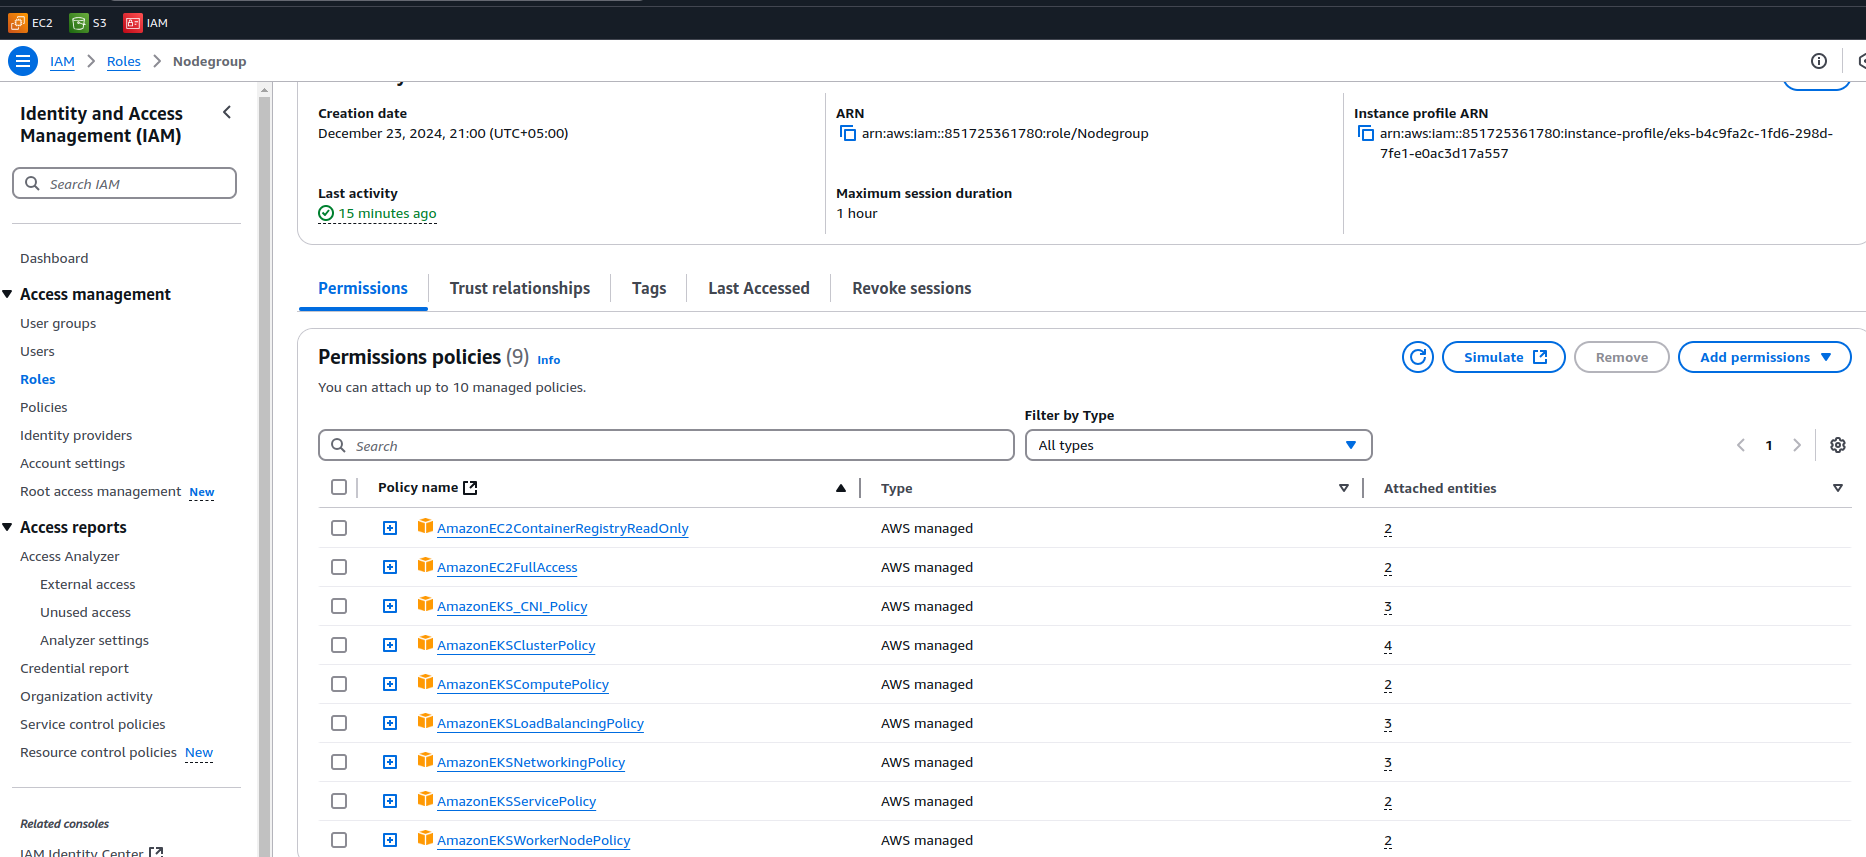 EC2 S3 IAM
IAM Roles Nodegroup
Identity and Access
Management (IAM)
Search IAM
Dashboard
Access management
User groups
Users
Roles
Policies
Identity providers
Account settings
Root access management New
Access reports
Access Analyzer
External access
Unused access
Analyzer settings
Credential report
Organization activity
Service control policies
Resource control policies New
Related consoles
IAM Identity Center
Creation date
December 23, 2024, 21:00 (UTC+05:00)
ARN
arn:aws:iam::851725361780:role/Nodegroup
Instance profile ARN
arn:aws:iam::851725361780:instance-profile/eks-b4c9fa2c-1fd6-298d-
7fe1-e0ac3d17a557
Last activity
15 minutes ago
Maximum session duration
1 hour
Permissions Trust relationships Tags Last Accessed Revoke sessions
Permissions policies (9) Info
You can attach up to 10 managed policies.
Simulate Remove Add permissions
Filter by Type
Search
All types
1
Policy name Type Attached entities
AmazonEC2ContainerRegistryReadOnly AWS managed 2
AmazonEC2FullAccess AWS managed 2
AmazonEKS_CNI_Policy AWS managed 3
AmazonEKSClusterPolicy AWS managed 4
AmazonEKSComputePolicy AWS managed 2
AmazonEKSLoadBalancingPolicy AWS managed 3
AmazonEKSNetworkingPolicy AWS managed 3
AmazonEKSServicePolicy AWS managed 2
AmazonEKSWorkerNodePolicy AWS managed 2